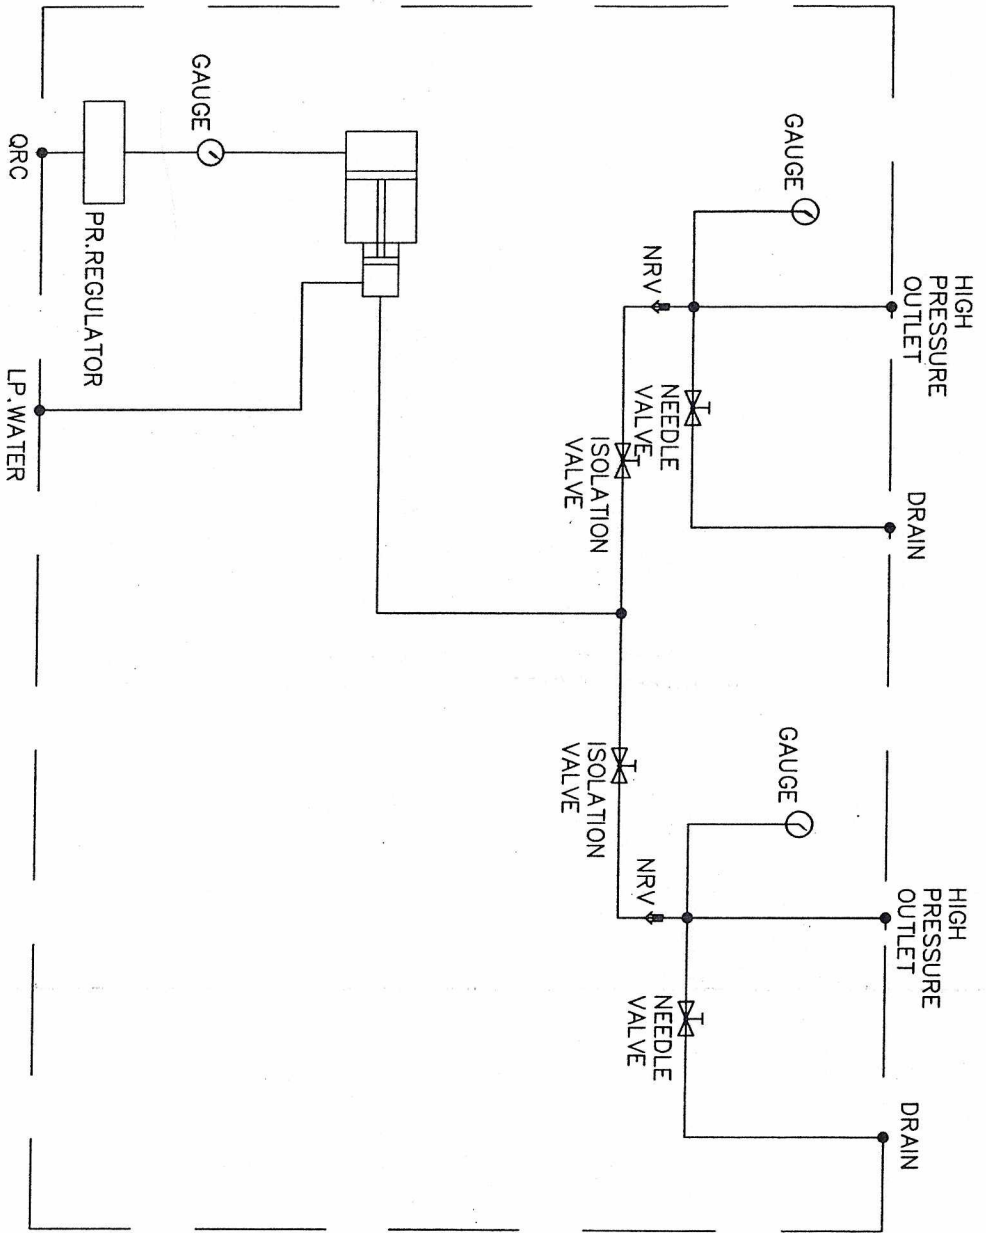 HIGH
PRESSURE
OUTLET
DRAIN
HIGH
PRESSURE
OUTLET
DRAIN
GAUGE
NRV
NEEDLE
VALVE
ISOLATION
VALVE
GAUGE
ISOLATION
VALVE
NRV
NEEDLE
VALVE
GAUGE
PR.REGULATOR
QRC
LP.WATER